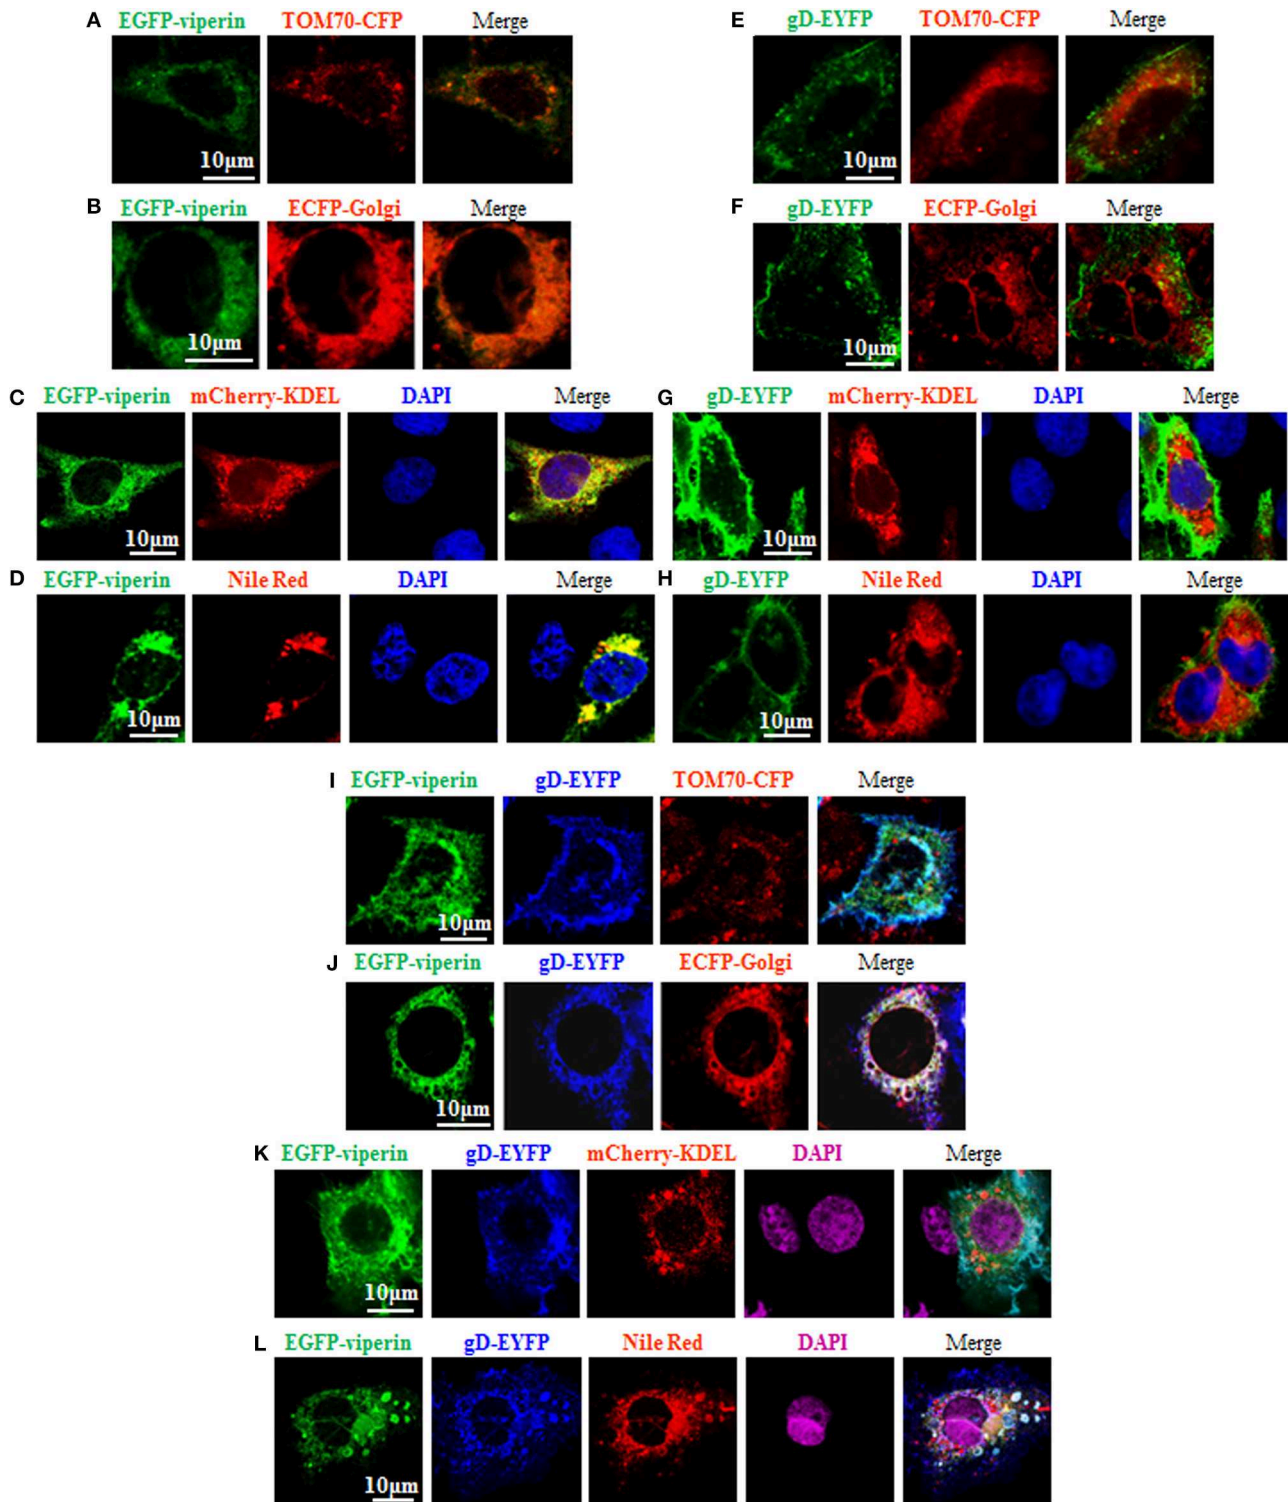 A EGFP-viperin TOM70-CFP Merge
10μm
B EGFP-viperin ECFP-Golgi Merge
10μm
C EGFP-viperin mCherry-KDEL DAPI Merge
10μm
D EGFP-viperin Nile Red DAPI Merge
10μm
E gD-EYFP TOM70-CFP Merge
10μm
F gD-EYFP ECFP-Golgi Merge
10μm
G gD-EYFP mCherry-KDEL DAPI Merge
10μm
H gD-EYFP Nile Red DAPI Merge
10μm
I EGFP-viperin gD-EYFP TOM70-CFP Merge
10μm
J EGFP-viperin gD-EYFP ECFP-Golgi Merge
10μm
K EGFP-viperin gD-EYFP mCherry-KDEL DAPI Merge
10μm
L EGFP-viperin gD-EYFP Nile Red DAPI Merge
10μm